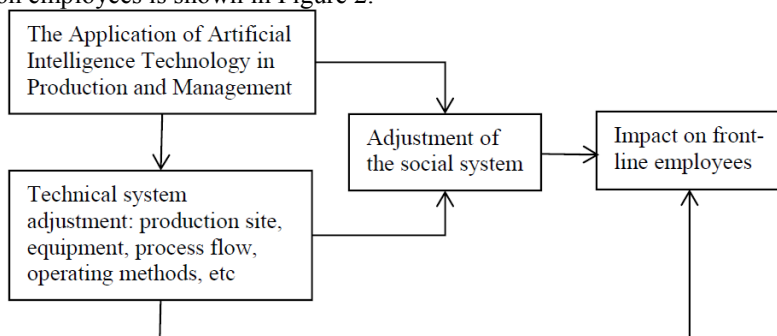 on employees is shown in Figure 2.
The Application of Artificial
Intelligence Technology in
Production and Management
Adjustment of
the social system
Impact on front-
line employees
Technical system
adjustment: production site,
equipment, process flow,
operating methods, etc